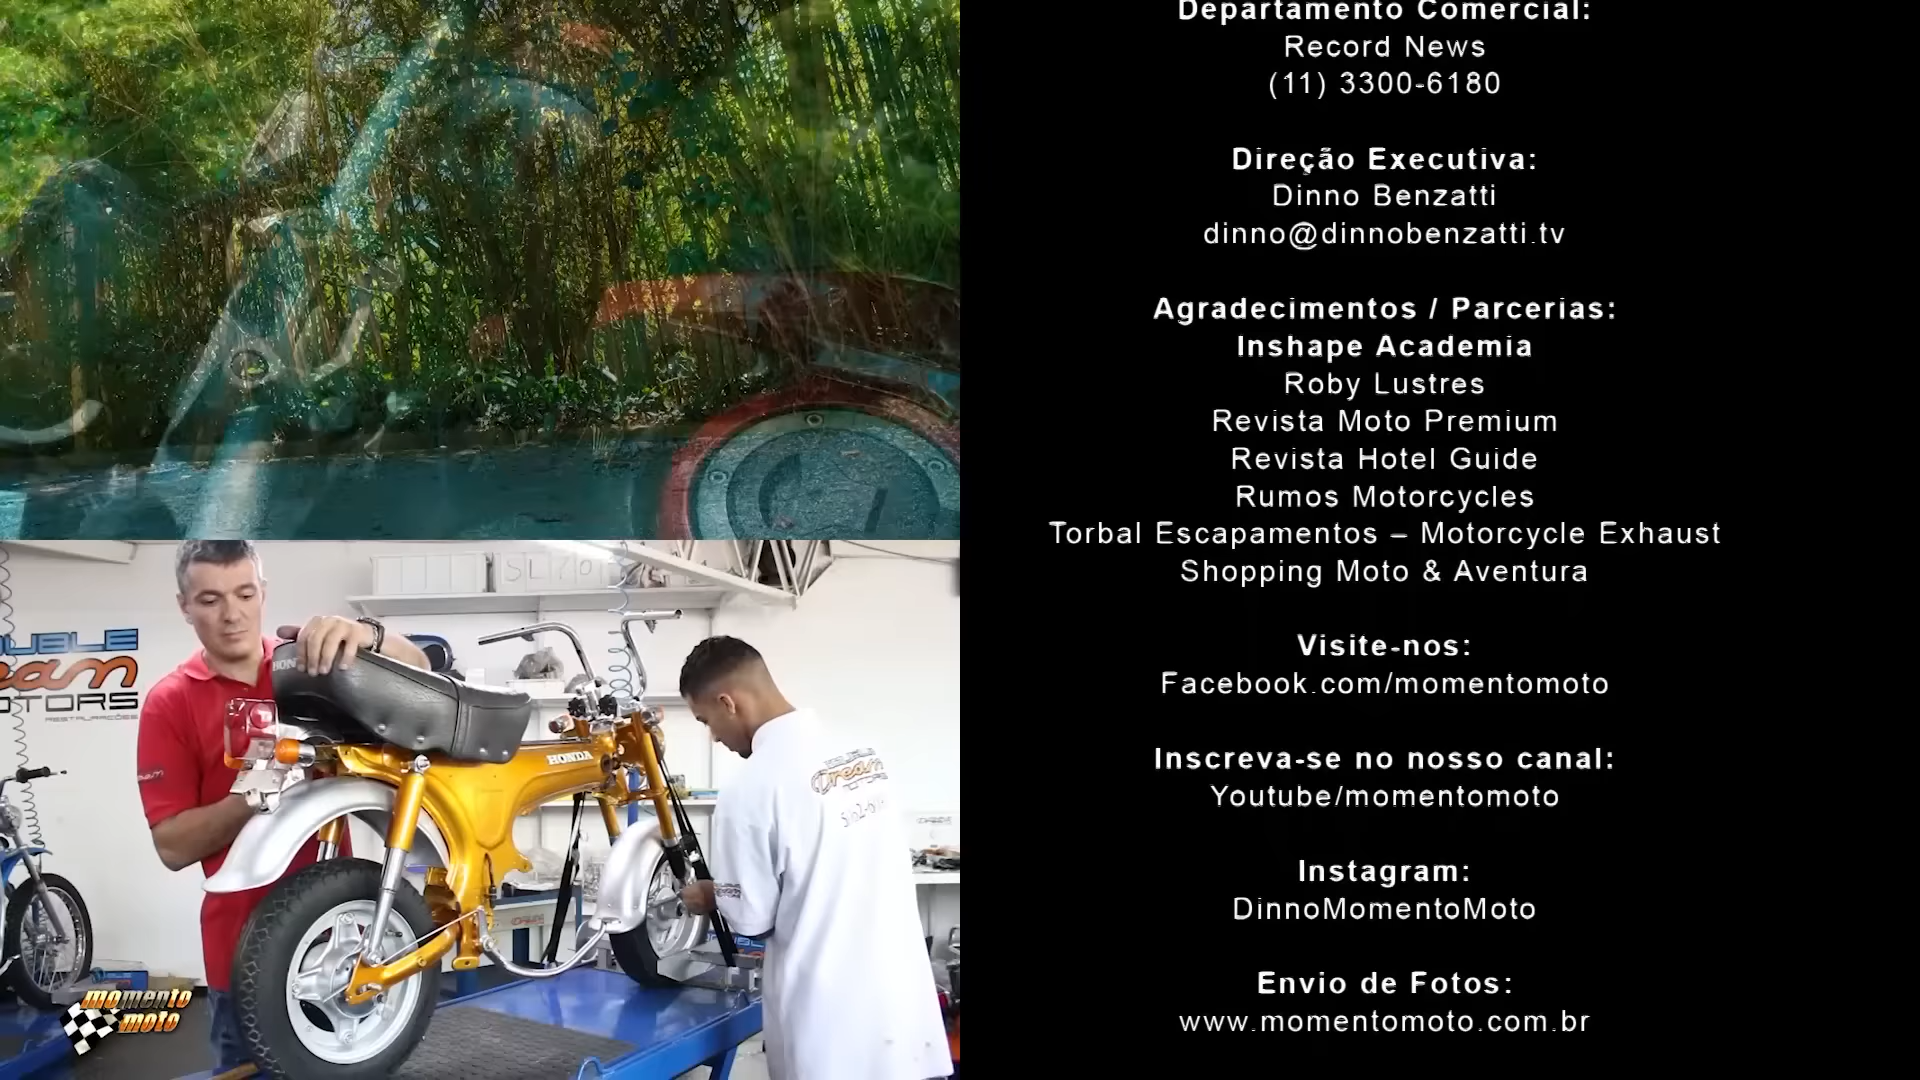 Departamento Comercial:
Record News
(11) 3300-6180
Direção Executiva:
Dinno Benzatti
dinno@dinnobenzatti.tv
Agradecimentos / Parcerias:
Inshape Academia
Roby Lustres
Revista Moto Premium
Revista Hotel Guide
Rumos Motorcycles
Torbal Escapamentos – Motorcycle Exhaust
Shopping Moto & Aventura
Visite-nos:
Facebook.com/momentomoto
Inscreva-se no nosso canal:
Youtube/momentomoto
Instagram:
DinnoMomentoMoto
Envio de Fotos:
www.momentomoto.com.br
HONDA
Dream
RESTAURAÇÕES
momento
moto